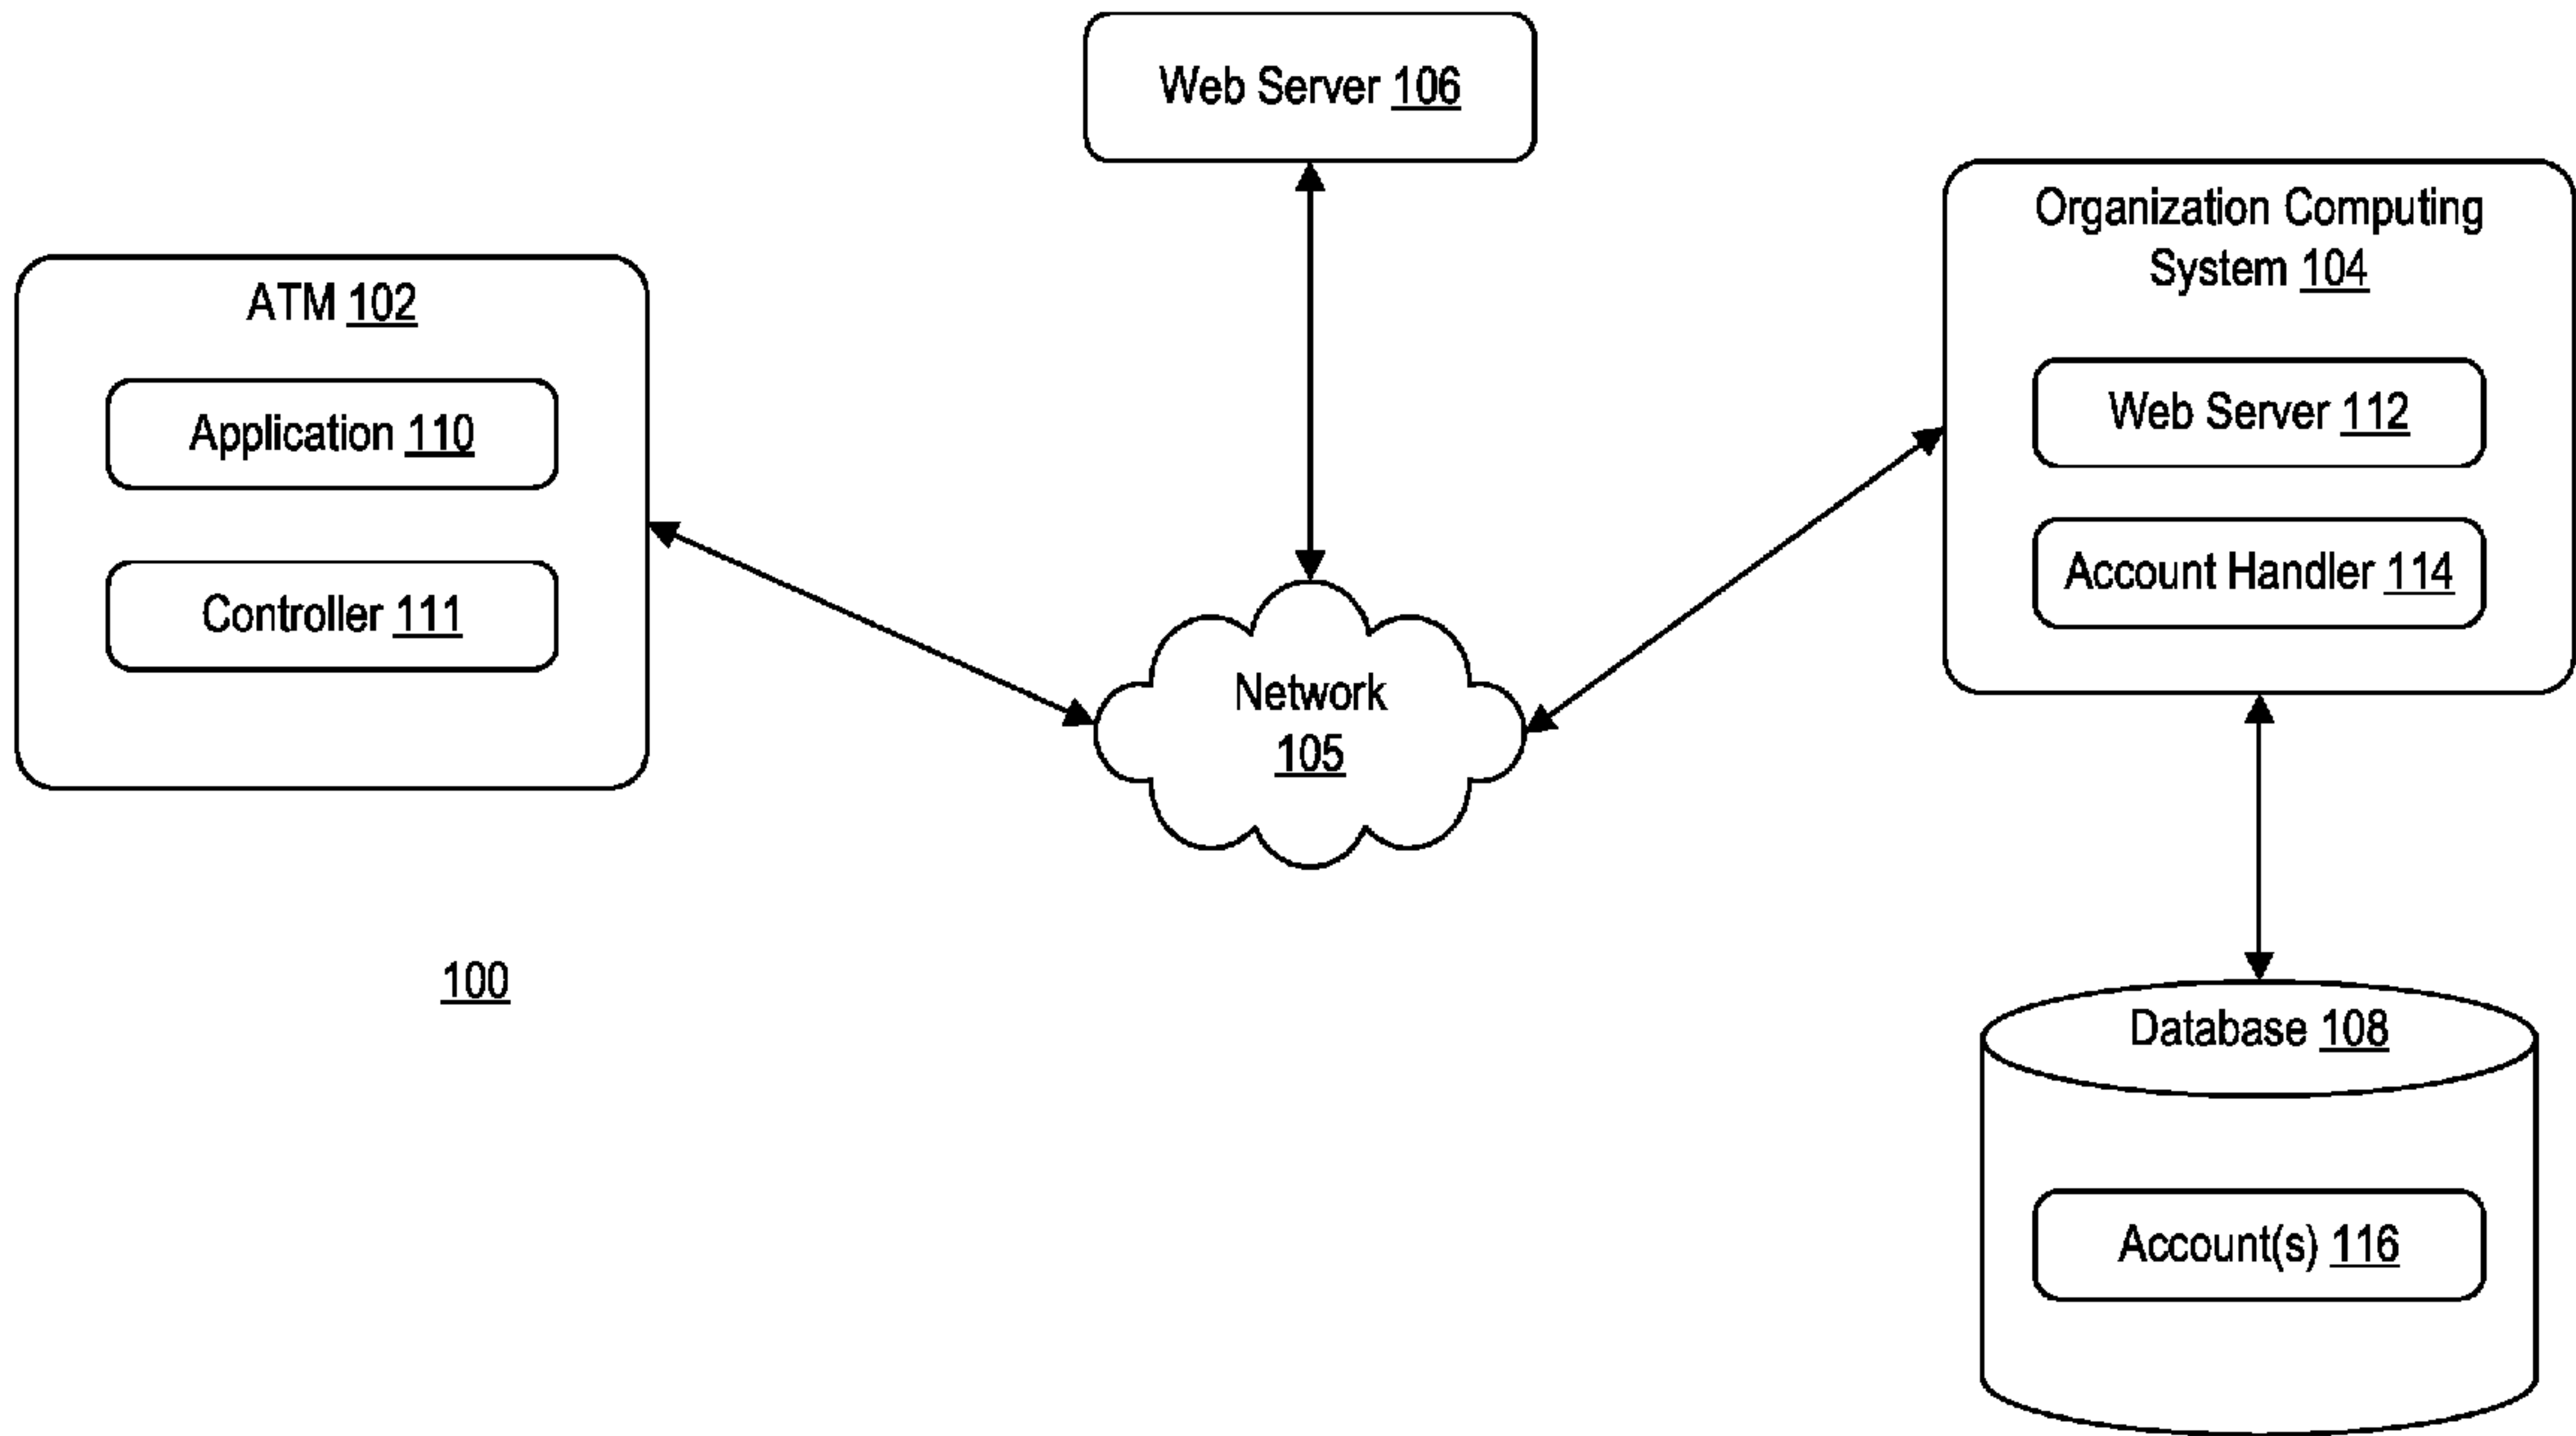 Web Server 106
Organization Computing
System 104
Web Server 112
Account Handler 114
ATM 102
Application 110
Controller 111
Network
105
100
Database 108
Account(s) 116